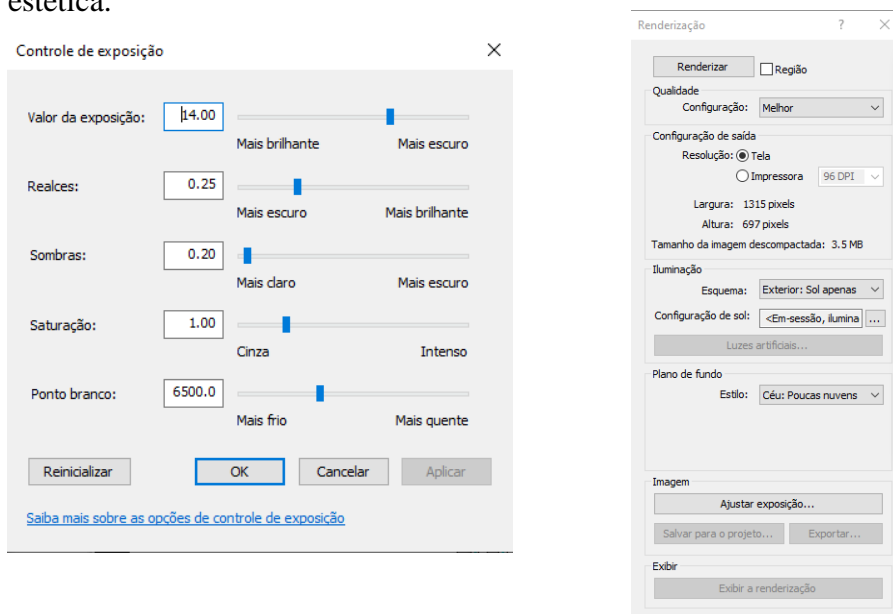 estética.
Controle de exposição
Valor da exposição: 14.00
Mais brilhante Mais escuro
Realces: 0.25
Mais escuro Mais brilhante
Sombras: 0.20
Mais claro Mais escuro
Saturação: 1.00
Cinza Intenso
Ponto branco: 6500.0
Mais frio Mais quente
Reinicializar OK Cancelar Aplicar
Saiba mais sobre as opções de controle de exposição
Renderização ?
Renderizar Região
Qualidade
Configuração: Melhor
Configuração de saída
Resolução: Tela
Impressora 96 DPI
Largura: 1315 pixels
Altura: 697 pixels
Tamanho da imagem descompactada: 3.5 MB
Iluminação
Esquema: Exterior: Sol apenas
Configuração de sol: <Em-sessão, ilumina ...
Luzes artificiais...
Plano de fundo
Estilo: Céu: Poucas nuvens
Imagem
Ajustar exposição...
Salvar para o projeto... Exportar...
Exibir
Exibir a renderização